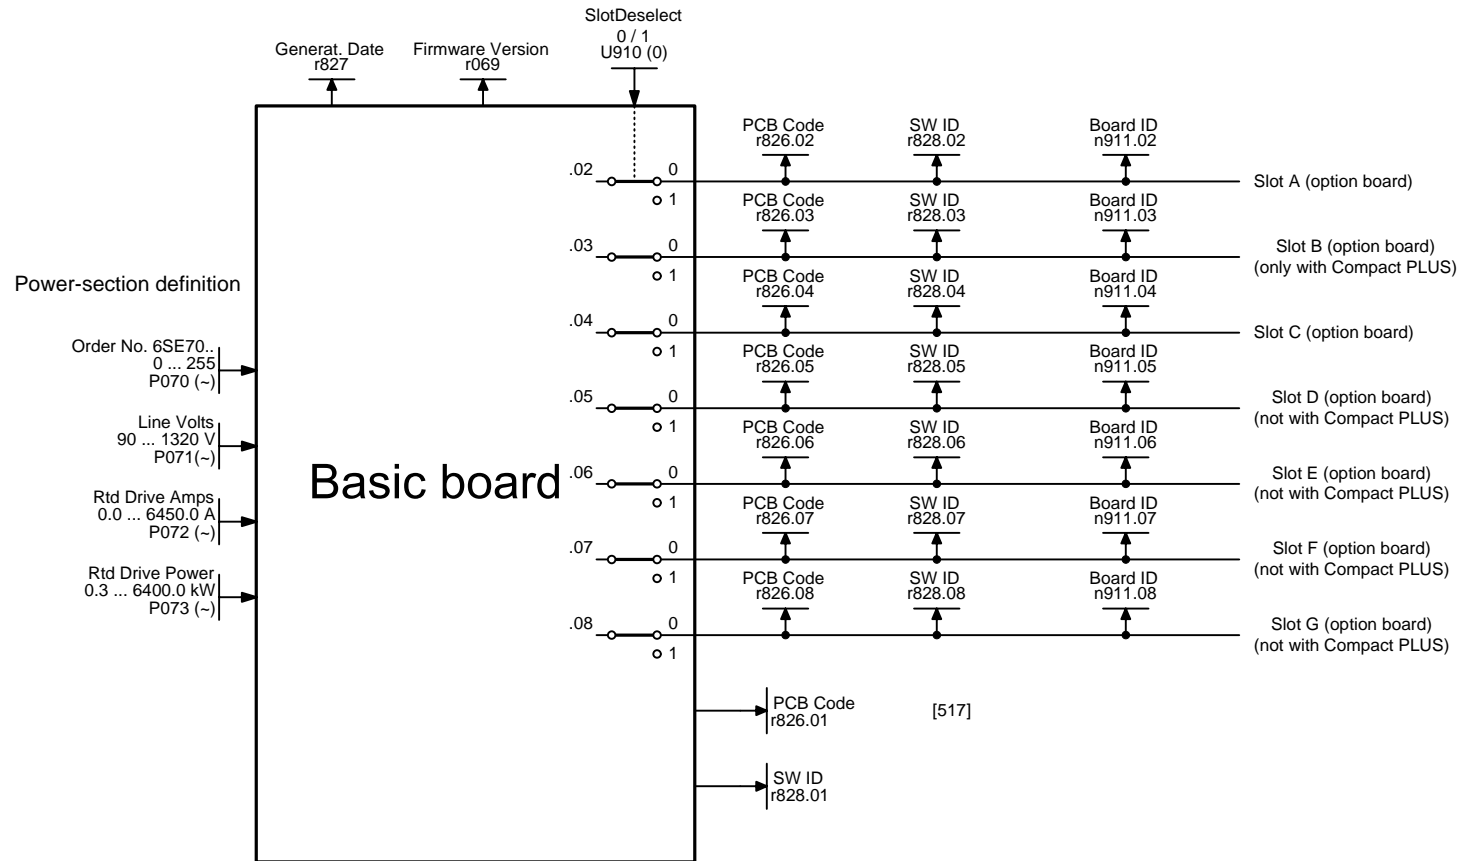 SlotDeselect
0 / 1
U910 (0)
Generat. Date
r827
Firmware Version
r069
PCB Code
r826.02
SW ID
r828.02
Board ID
n911.02
.02
0
1
Slot A (option board)
PCB Code
r826.03
SW ID
r828.03
Board ID
n911.03
.03
0
1
Slot B (option board)
(only with Compact PLUS)
Power-section definition
PCB Code
r826.04
SW ID
r828.04
Board ID
n911.04
.04
0
1
Slot C (option board)
Order No. 6SE70..
0 ... 255
P070 (~)
PCB Code
r826.05
SW ID
r828.05
Board ID
n911.05
.05
0
1
Slot D (option board)
(not with Compact PLUS)
Line Volts
90 ... 1320 V
P071(~)
PCB Code
r826.06
SW ID
r828.06
Board ID
n911.06
.06
0
1
Slot E (option board)
(not with Compact PLUS)
Basic board
Rtd Drive Amps
0.0 ... 6450.0 A
P072 (~)
PCB Code
r826.07
SW ID
r828.07
Board ID
n911.07
.07
0
1
Slot F (option board)
(not with Compact PLUS)
Rtd Drive Power
0.3 ... 6400.0 kW
P073 (~)
PCB Code
r826.08
SW ID
r828.08
Board ID
n911.08
.08
0
1
Slot G (option board)
(not with Compact PLUS)
PCB Code
r826.01
[517]
SW ID
r828.01